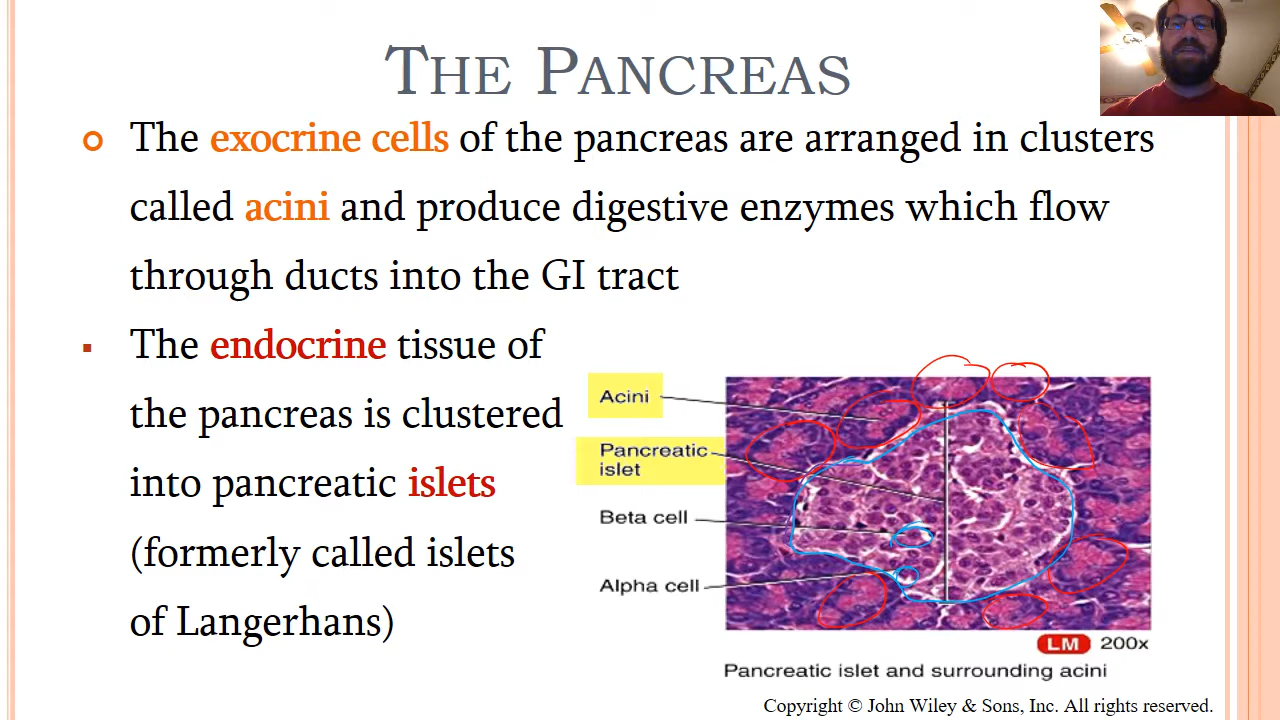 THE PANCREAS
The exocrine cells of the pancreas are arranged in clusters
called acini and produce digestive enzymes which flow
through ducts into the GI tract
The endocrine tissue of
the pancreas is clustered
into pancreatic islets
(formerly called islets
of Langerhans)
Acini
Pancreatic
islet
Beta cell
Alpha cell
LM 200x
Pancreatic islet and surrounding acini
Copyright © John Wiley & Sons, Inc. All rights reserved.